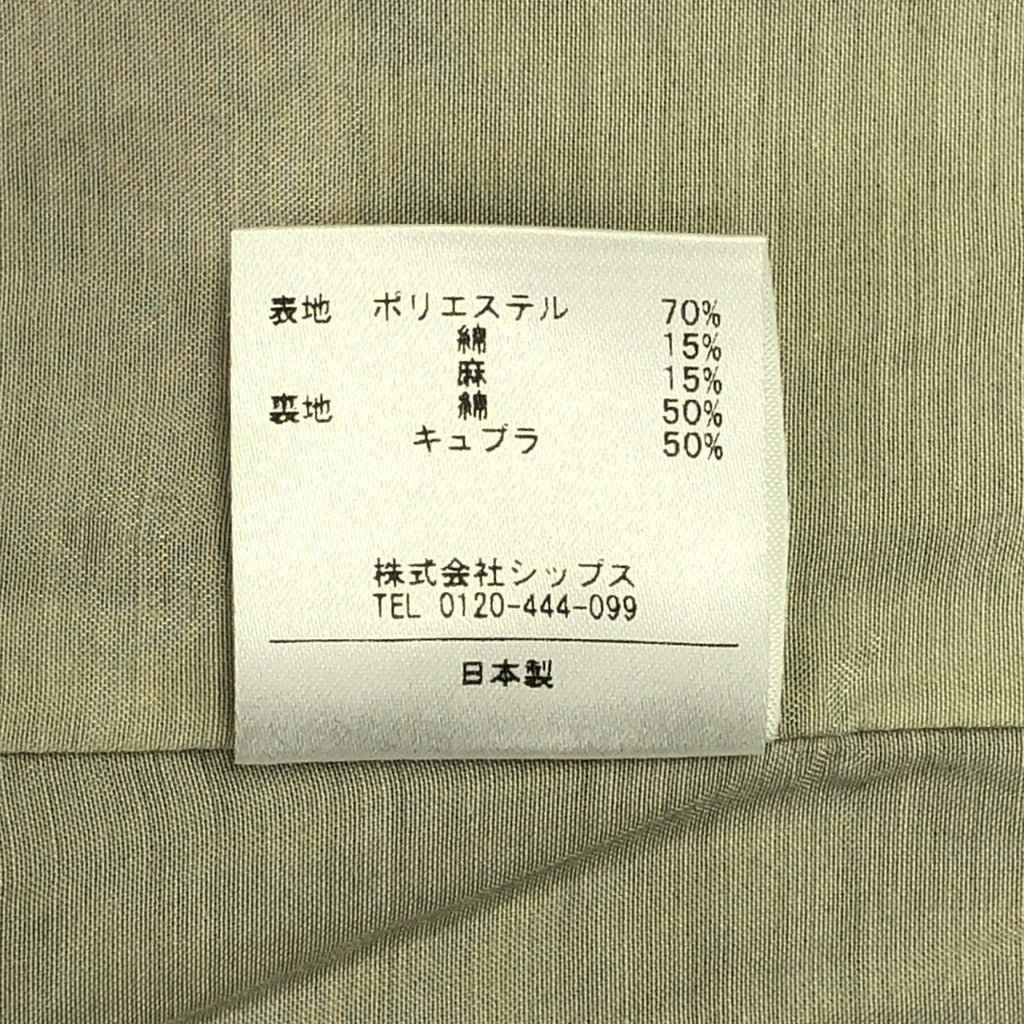 表地 ポリエステル 70%
綿 15%
麻 15%
裏地 綿 50%
キュプラ 50%
株式会社シップス
TEL 0120-444-099
日本製